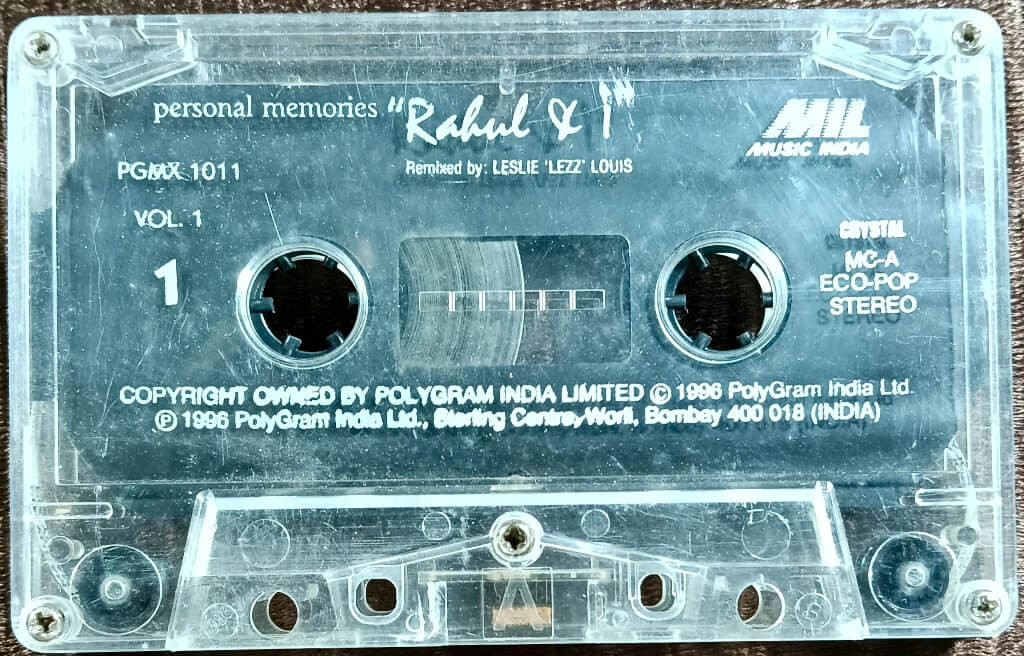 personal memories "Rahul & I"
MIL
MUSIC INDIA
Remixed by: LESLIE 'LEZZ' LOUIS
PGMX 1011
VOL. 1
1
CRYSTAL
MC-A
ECO-POP
STEREO
COPYRIGHT OWNED BY POLYGRAM INDIA LIMITED © 1996 PolyGram India Ltd.
℗ 1996 PolyGram India Ltd., Sterling Centre, Worli, Bombay 400 018 (INDIA)
A